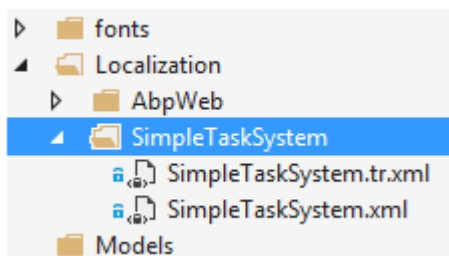 fonts
Localization
AbpWeb
SimpleTaskSystem
SimpleTaskSystem.tr.xml
SimpleTaskSystem.xml
Models